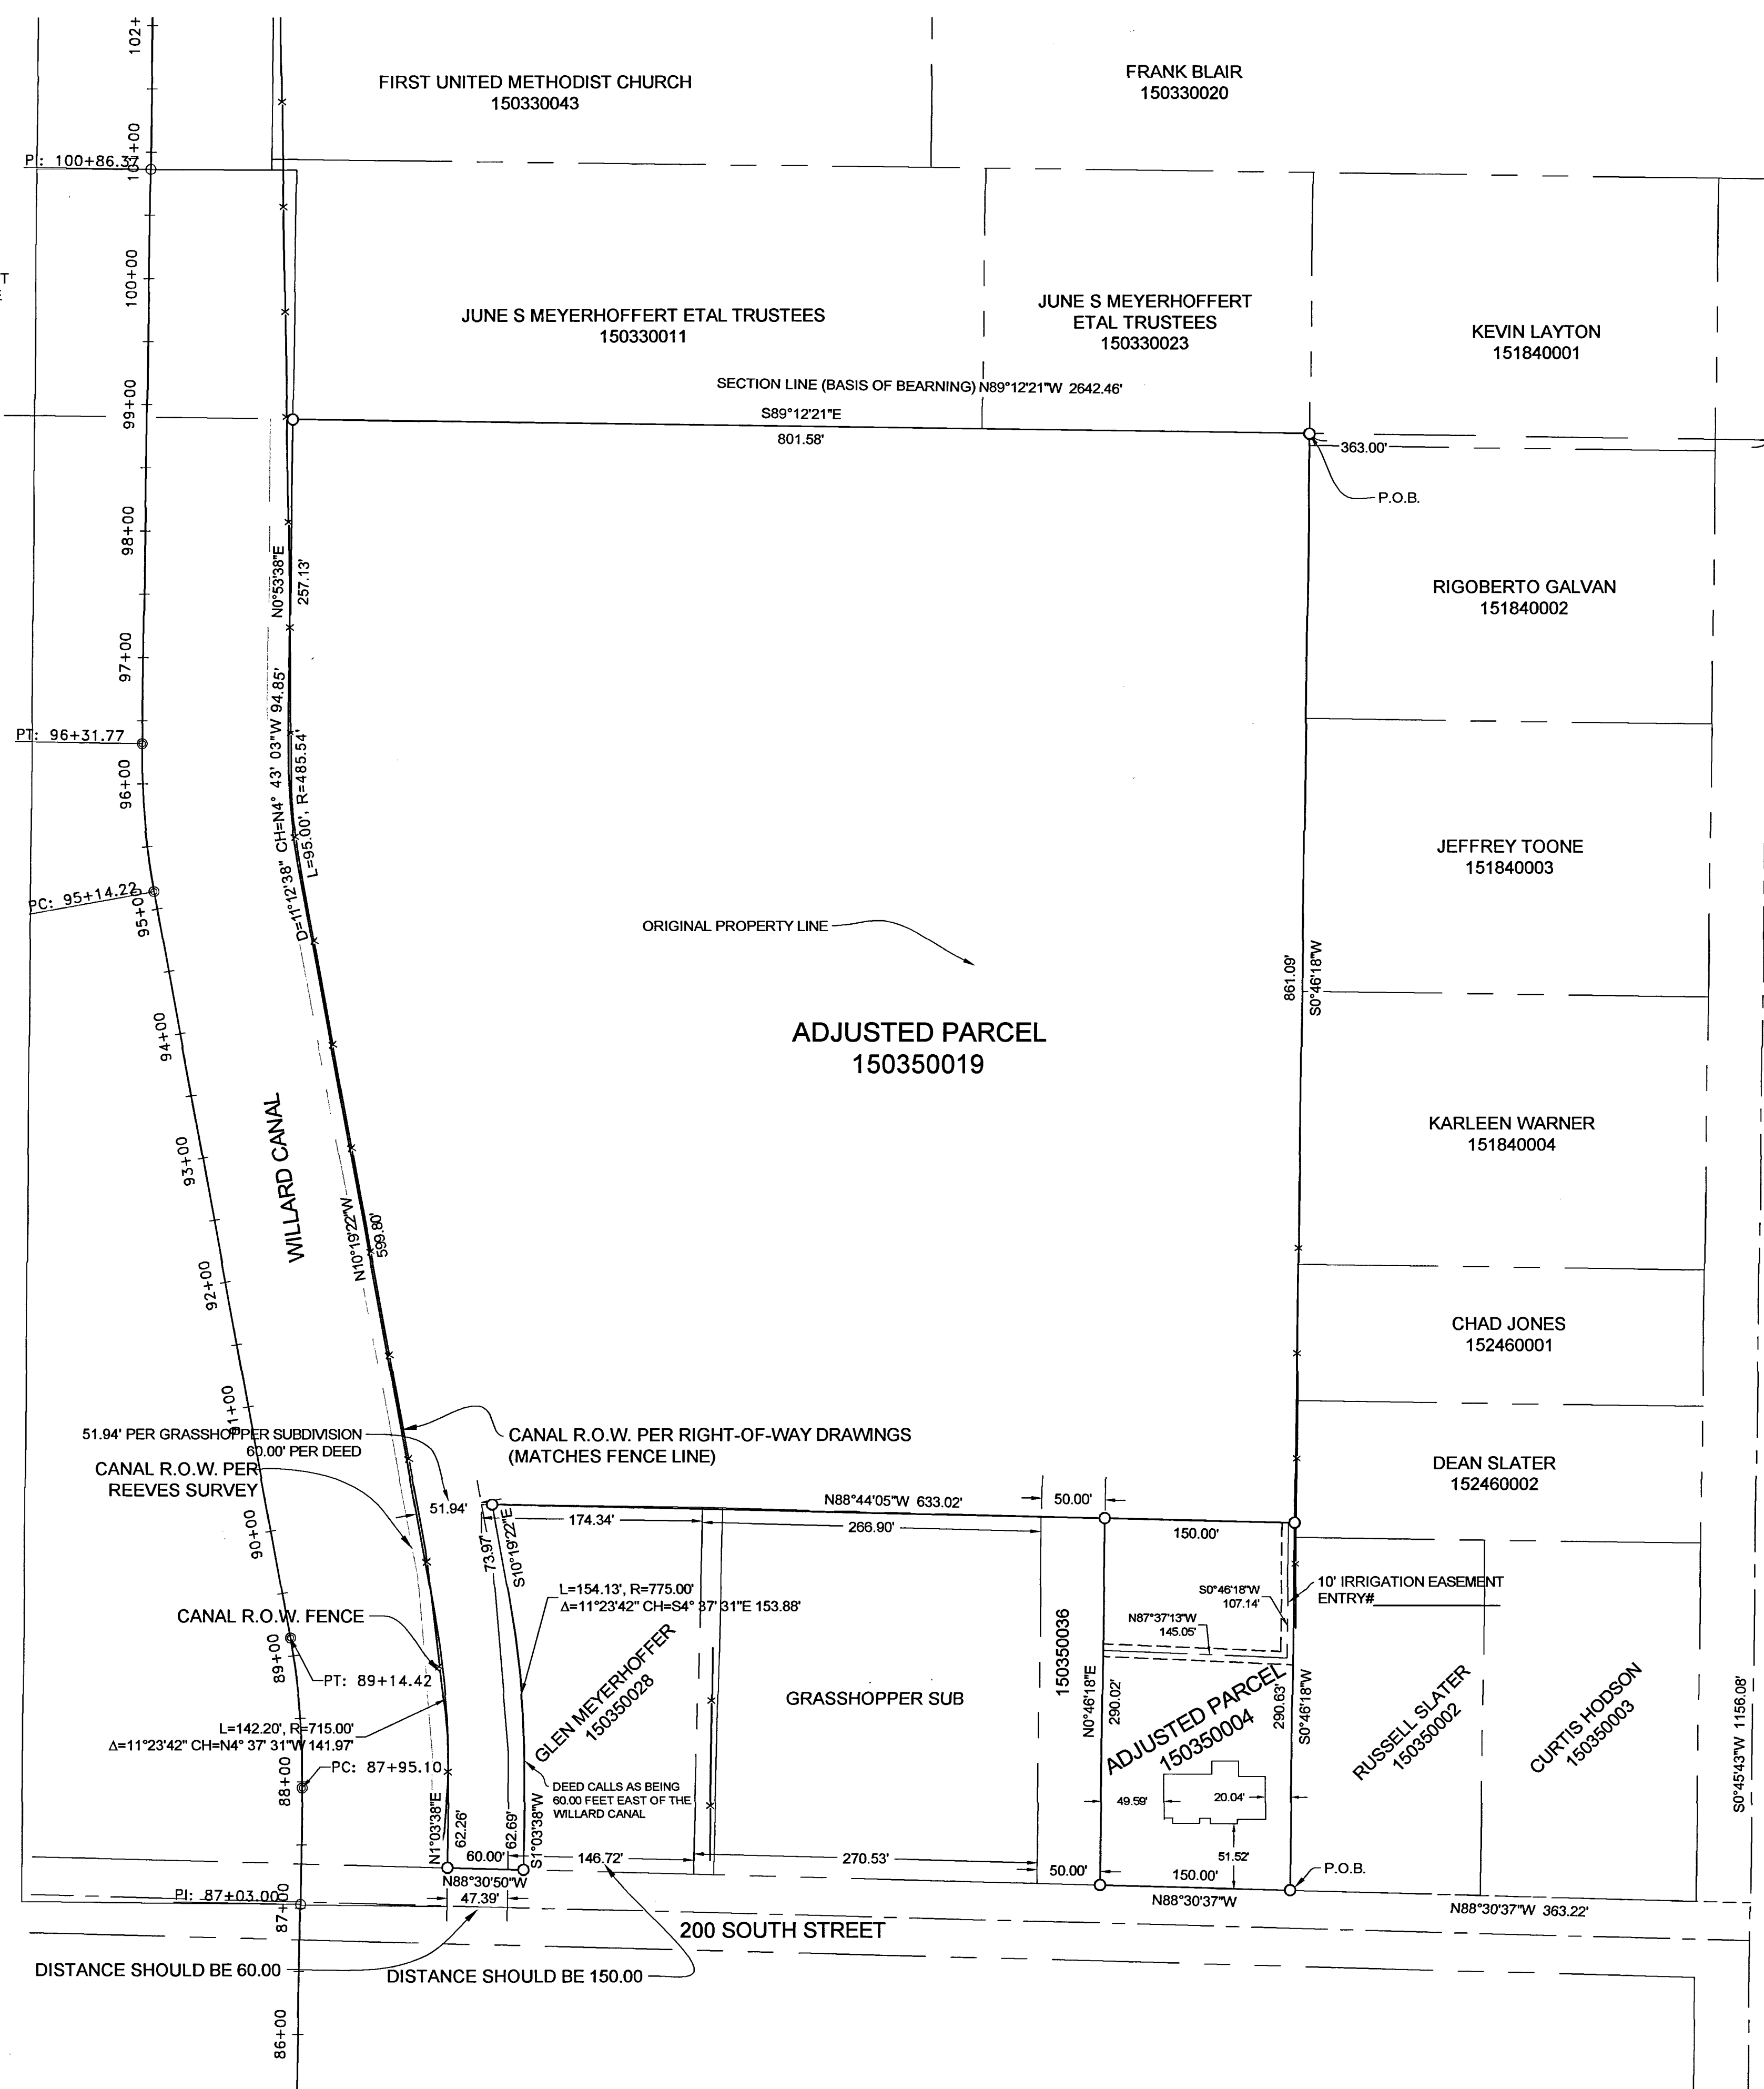 102+
FIRST UNITED METHODIST CHURCH
150330043
FRANK BLAIR
150330020
PI: 100+86.37
101+00
100+00
T
JUNE S MEYERHOFFERT ETAL TRUSTEES
150330011
JUNE S MEYERHOFFERT
ETAL TRUSTEES
150330023
KEVIN LAYTON
151840001
SECTION LINE (BASIS OF BEARNING) N89°12'21"W 2642.46'
99+00
S89°12'21"E
801.58'
363.00'
P.O.B.
98+00
N0°53'38"E
257.13'
RIGOBERTO GALVAN
151840002
97+00
PT: 96+31.77
96+00
D=11°12'38" CH=N4° 43' 03"W 94.85'
L=95.00', R=485.54'
JEFFREY TOONE
151840003
PC: 95+14.22
95+00
ORIGINAL PROPERTY LINE
861.09'
S0°46'18"W
94+00
ADJUSTED PARCEL
150350019
WILLARD CANAL
93+00
KARLEEN WARNER
151840004
N10°19'22"W
599.80'
92+00
CHAD JONES
152460001
91+00
51.94' PER GRASSHOPPER SUBDIVISION
60.00' PER DEED
CANAL R.O.W. PER RIGHT-OF-WAY DRAWINGS
(MATCHES FENCE LINE)
CANAL R.O.W. PER
REEVES SURVEY
DEAN SLATER
152460002
51.94'
N88°44'05"W 633.02'
50.00'
174.34'
266.90'
150.00'
90+00
73.97'
S10°19'22"E
L=154.13', R=775.00'
Δ=11°23'42" CH=S4° 37' 31"E 153.88'
S0°46'18"W
107.14'
10' IRRIGATION EASEMENT
ENTRY#
N87°37'13"W
145.05'
CANAL R.O.W. FENCE
89+00
PT: 89+14.42
GLEN MEYERHOFFER
150350028
GRASSHOPPER SUB
150350036
N0°46'18"E
290.02'
ADJUSTED PARCEL
150350004
290.63'
S0°46'18"W
RUSSELL SLATER
150350002
CURTIS HODSON
150350003
S0°45'43"W 1156.08'
L=142.20', R=715.00'
Δ=11°23'42" CH=N4° 37' 31"W 141.97'
PC: 87+95.10
88+00
DEED CALLS AS BEING
60.00 FEET EAST OF THE
WILLARD CANAL
49.59'
20.04'
N1°03'38"E
62.26'
62.69'
S1°03'38"W
51.52'
60.00'
146.72'
270.53'
50.00'
150.00'
P.O.B.
N88°30'50"W
47.39'
N88°30'37"W
N88°30'37"W 363.22'
PI: 87+03.00
87+00
200 SOUTH STREET
DISTANCE SHOULD BE 60.00
DISTANCE SHOULD BE 150.00
86+00